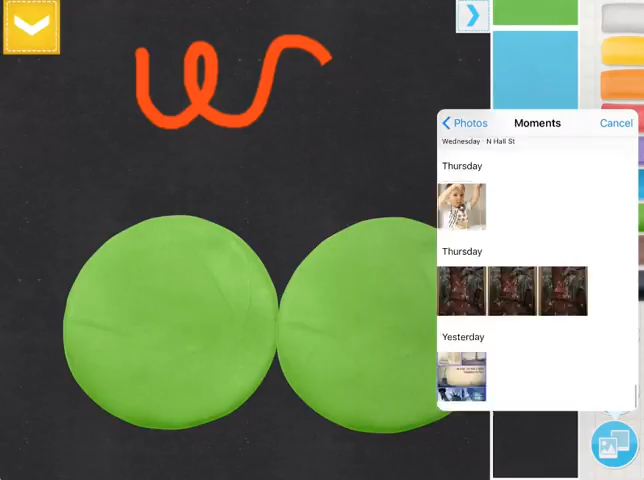 Photos
Moments
Cancel
Wednesday · N Hall St
Thursday
Thursday
Yesterday